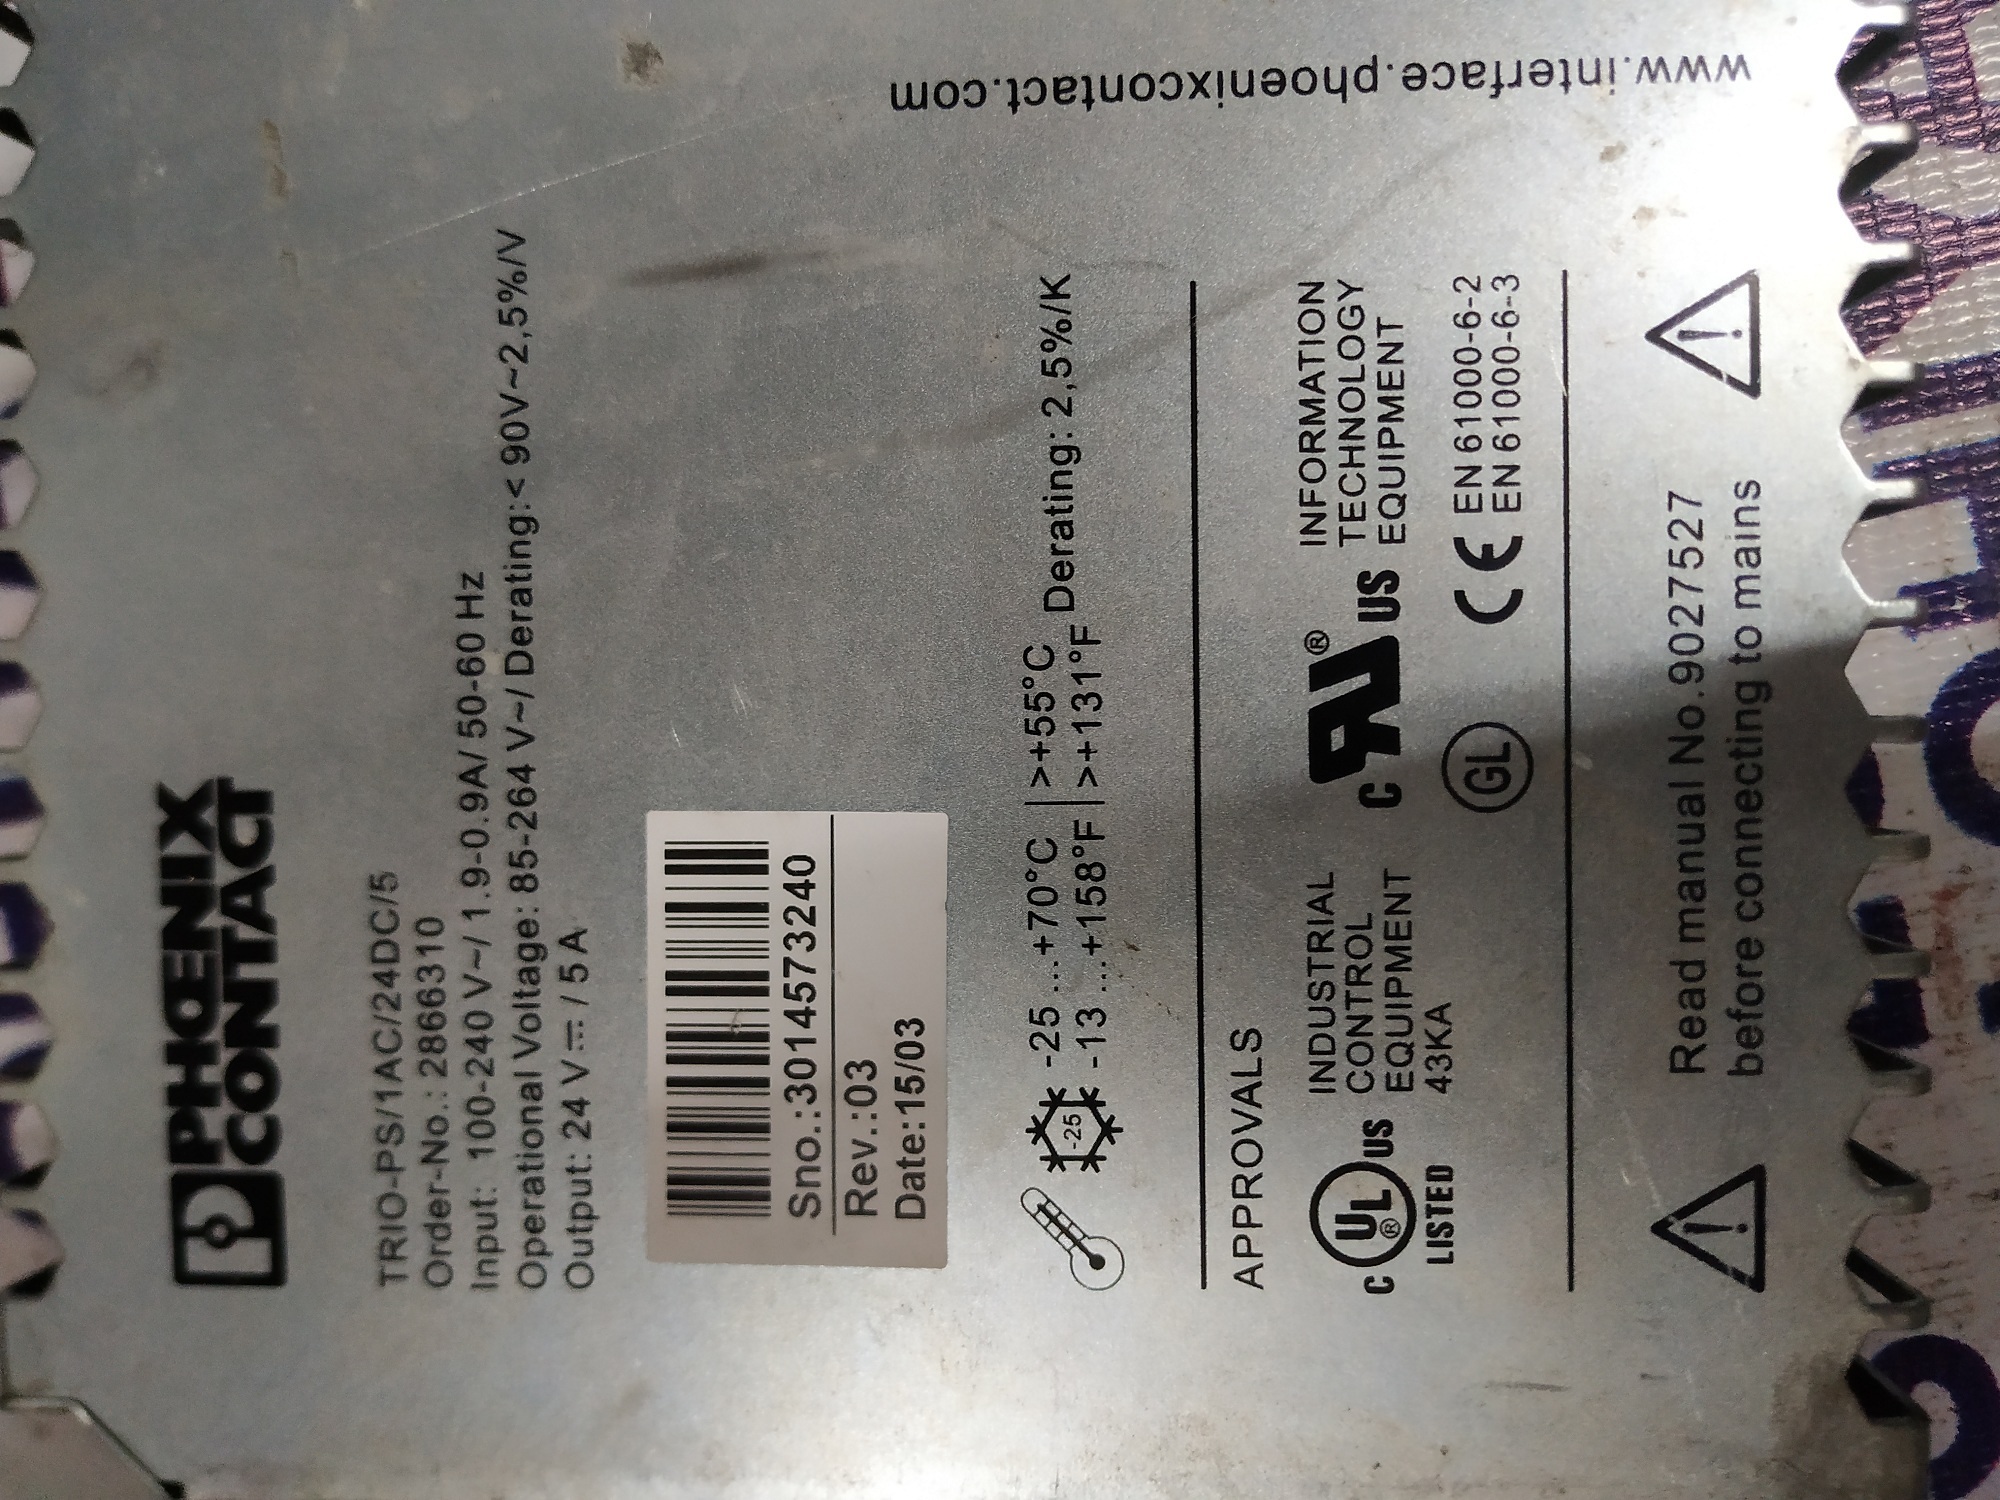 PHŒNIX
CONTACT
TRIO-PS/1AC/24DC/5
Order-No.: 2866310
Input: 100-240 V~/ 1.9-0.9A/ 50-60 Hz
Operational Voltage: 85-264 V~/ Derating:< 90V~2,5%/V
Output: 24 V⎓ / 5 A
Sno.:3014573240
Rev.:03
Date:15/03
-25
-25 ...+70°C | >+55°C
-13 ...+158°F | >+131°F Derating: 2,5%/K
APPROVALS
C UL ® US LISTED
INDUSTRIAL
CONTROL
EQUIPMENT
43KA
C RU ® US
INFORMATION
TECHNOLOGY
EQUIPMENT
GL
CE
EN 61000-6-2
EN 61000-6-3
Read manual No.9027527
before connecting to mains
www.interface.phoenixcontact.com